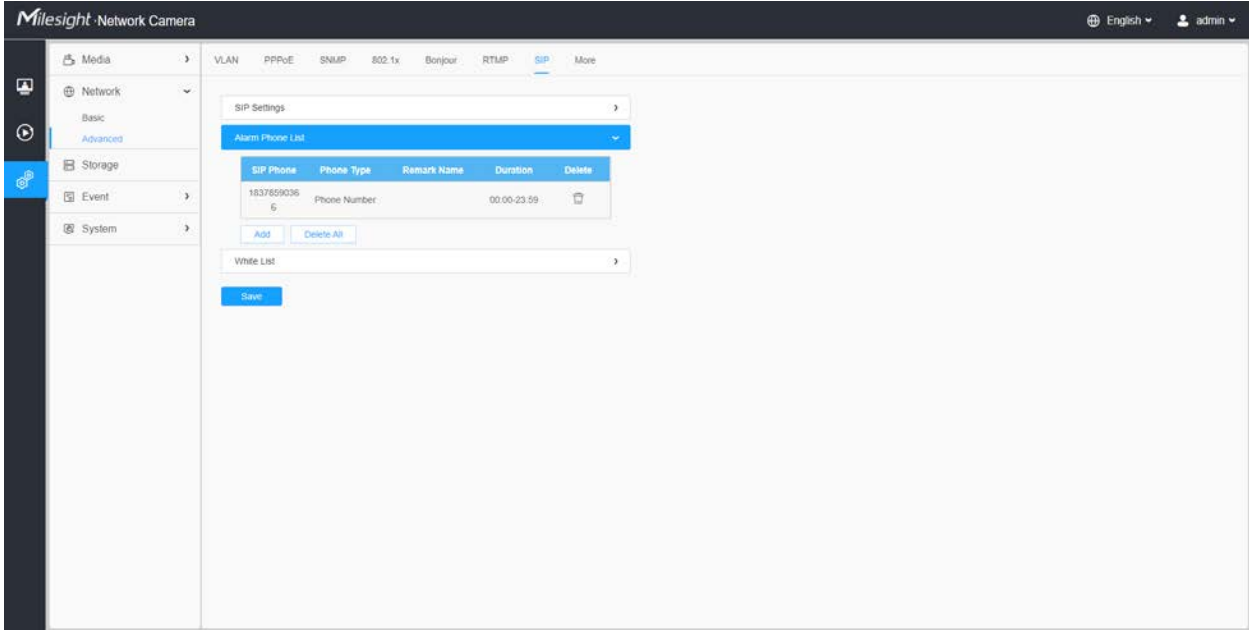 Milesight·Network Camera
English
admin
Media
Network
Basic
Advanced
Storage
Event
System
VLAN PPPoE SNMP 802.1x Bonjour RTMP SIP More
SIP Settings
Alarm Phone List
SIP Phone Phone Type Remark Name Duration Delete
1837859036
6
Phone Number 00:00-23:59
Add Delete All
White List
Save